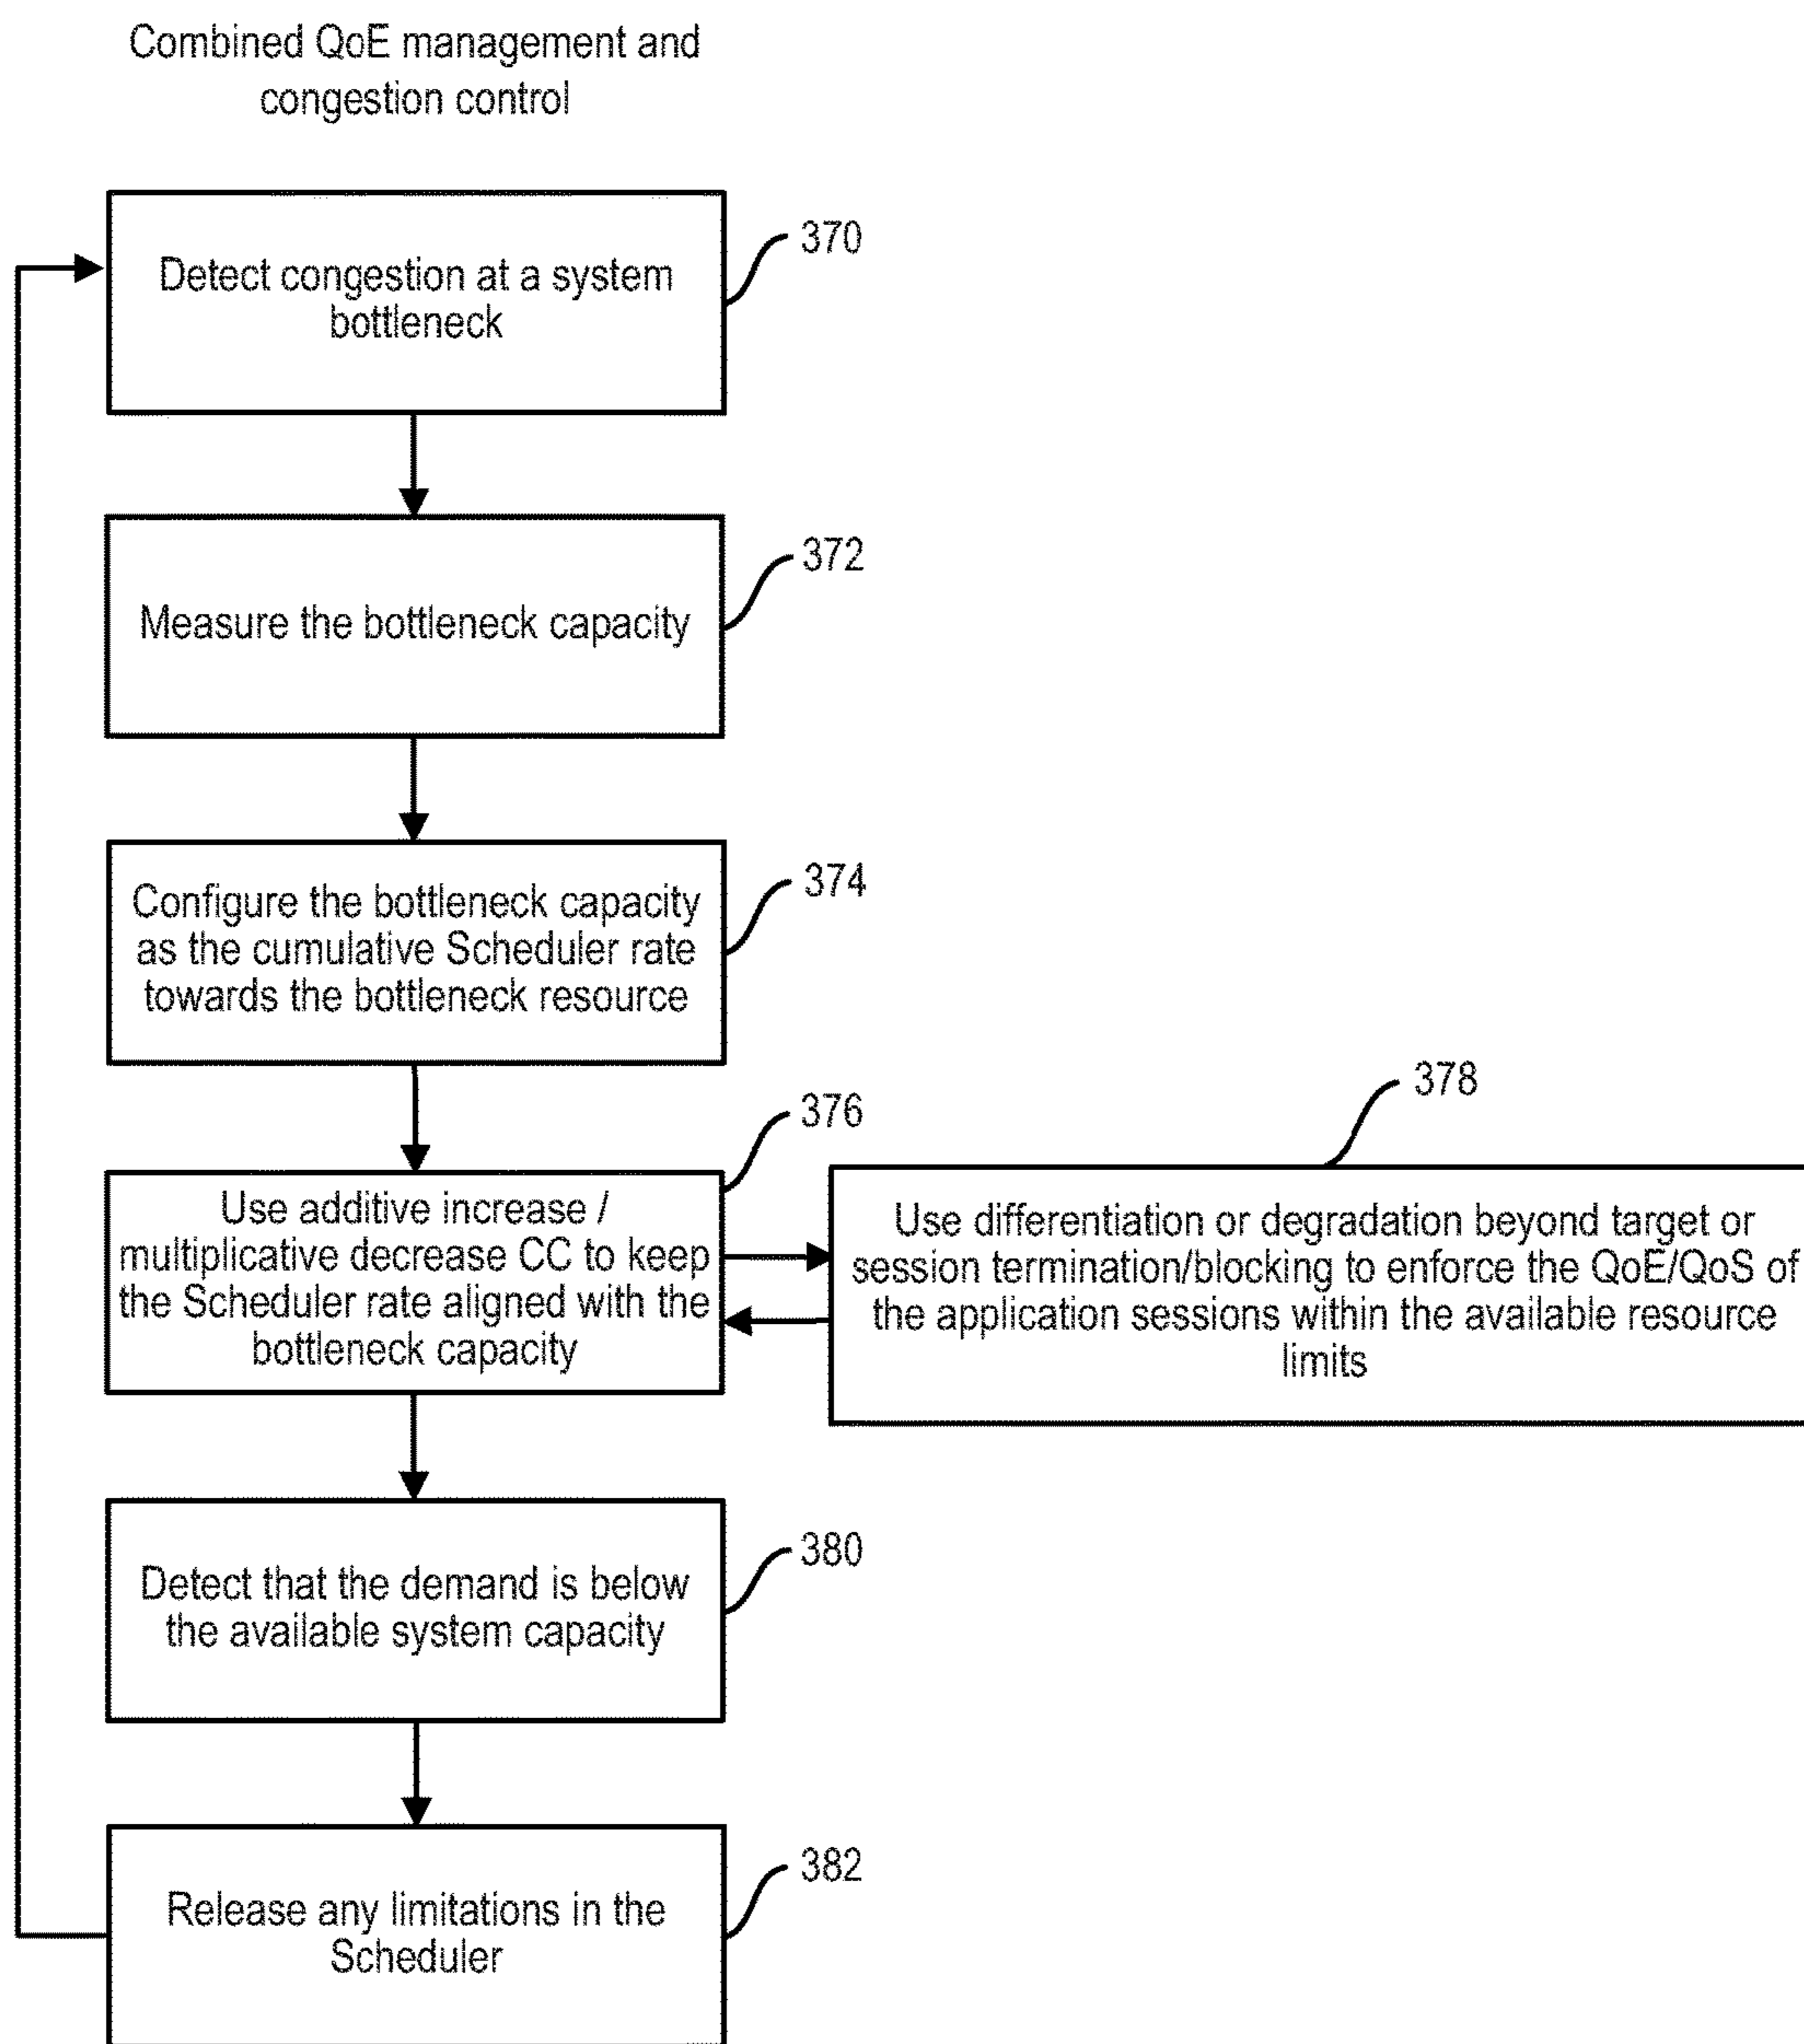 Combined QoE management and
congestion control
370
Detect congestion at a system
bottleneck
372
Measure the bottleneck capacity
374
Configure the bottleneck capacity
as the cumulative Scheduler rate
towards the bottleneck resource
376
Use additive increase /
multiplicative decrease CC to keep
the Scheduler rate aligned with the
bottleneck capacity
378
Use differentiation or degradation beyond target or
session termination/blocking to enforce the QoE/QoS of
the application sessions within the available resource
limits
380
Detect that the demand is below
the available system capacity
382
Release any limitations in the
Scheduler